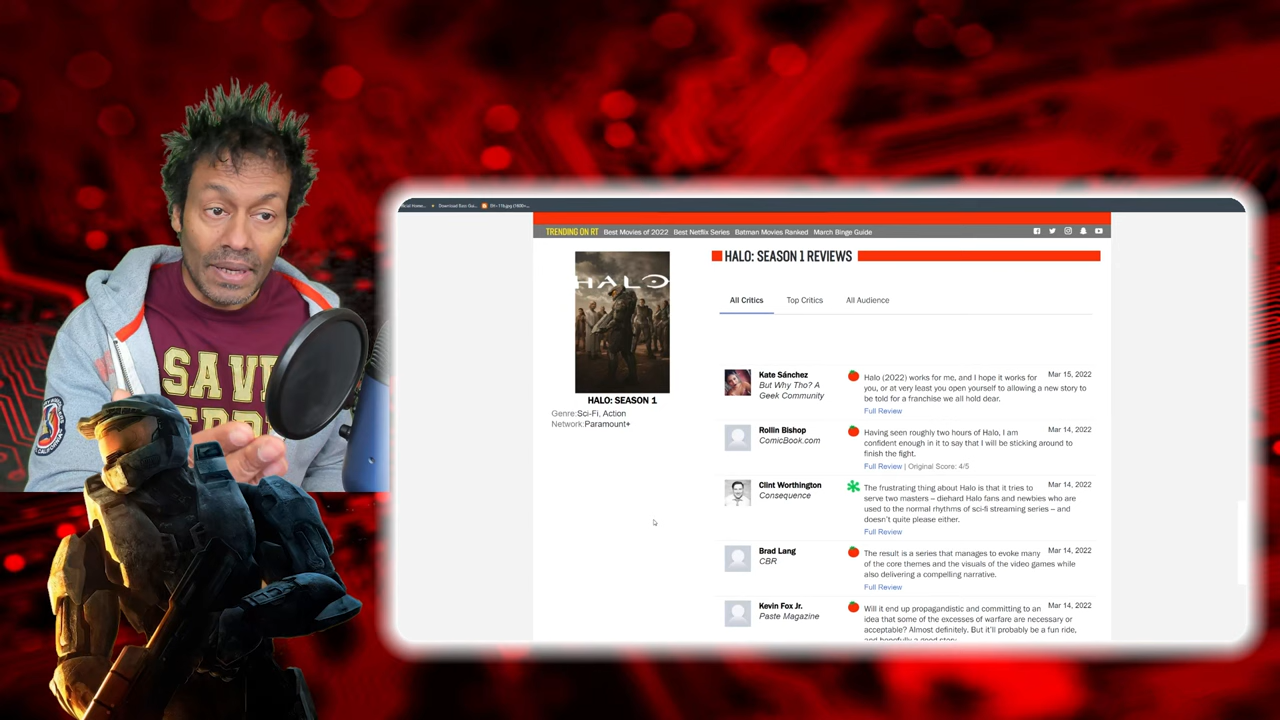 SAVE
Download Error Gui...
TRENDING ON RT Best Movies of 2022 Best Netflix Series Batman Movies Ranked March Binge Guide
HALO
HALO: SEASON 1
Genre:Sci-Fi, Action
Network:Paramount+
HALO: SEASON 1 REVIEWS
All Critics Top Critics All Audience
Kate Sánchez
But Why Tho? A
Geek Community
Mar 15, 2022
Halo (2022) works for me, and I hope it works for
you, or at very least you open yourself to allowing a new story to
be told for a franchise we all hold dear.
Full Review
Rollin Bishop
ComicBook.com
Mar 14, 2022
Having seen roughly two hours of Halo, I am
confident enough in it to say that I will be sticking around to
finish the fight.
Full Review | Original Score: 4/5
Clint Worthington
Consequence
Mar 14, 2022
The frustrating thing about Halo is that it tries to
serve two masters – diehard Halo fans and newbies who are
used to the normal rhythms of sci-fi streaming series – and
doesn't quite please either.
Full Review
Brad Lang
CBR
Mar 14, 2022
The result is a series that manages to evoke many
of the core themes and the visuals of the video games while
also delivering a compelling narrative.
Full Review
Kevin Fox Jr.
Paste Magazine
Mar 14, 2022
Will it end up propagandistic and committing to an
idea that some of the excesses of warfare are necessary or
acceptable? Almost definitely. But it'll probably be a fun ride,
and hopefully a good story.